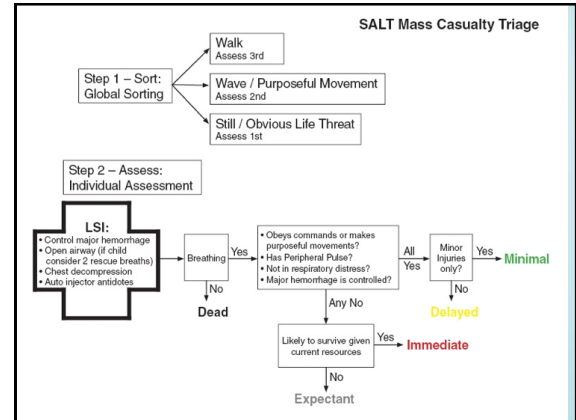 SALT Mass Casualty Triage
Walk
Assess 3rd
Step 1 – Sort:
Global Sorting
Wave / Purposeful Movement
Assess 2nd
Still / Obvious Life Threat
Assess 1st
Step 2 – Assess:
Individual Assessment
LSI:
• Control major hemorrhage
• Open airway (if child
consider 2 rescue breaths)
• Chest decompression
• Auto injector antidotes
Breathing
Yes
No
Dead
• Obeys commands or makes
purposeful movements?
• Has Peripheral Pulse?
• Not in respiratory distress?
• Major hemorrhage is controlled?
All
Yes
Minor
Injuries
only?
Yes
Minimal
No
Delayed
Any No
Likely to survive given
current resources
Yes
Immediate
No
Expectant